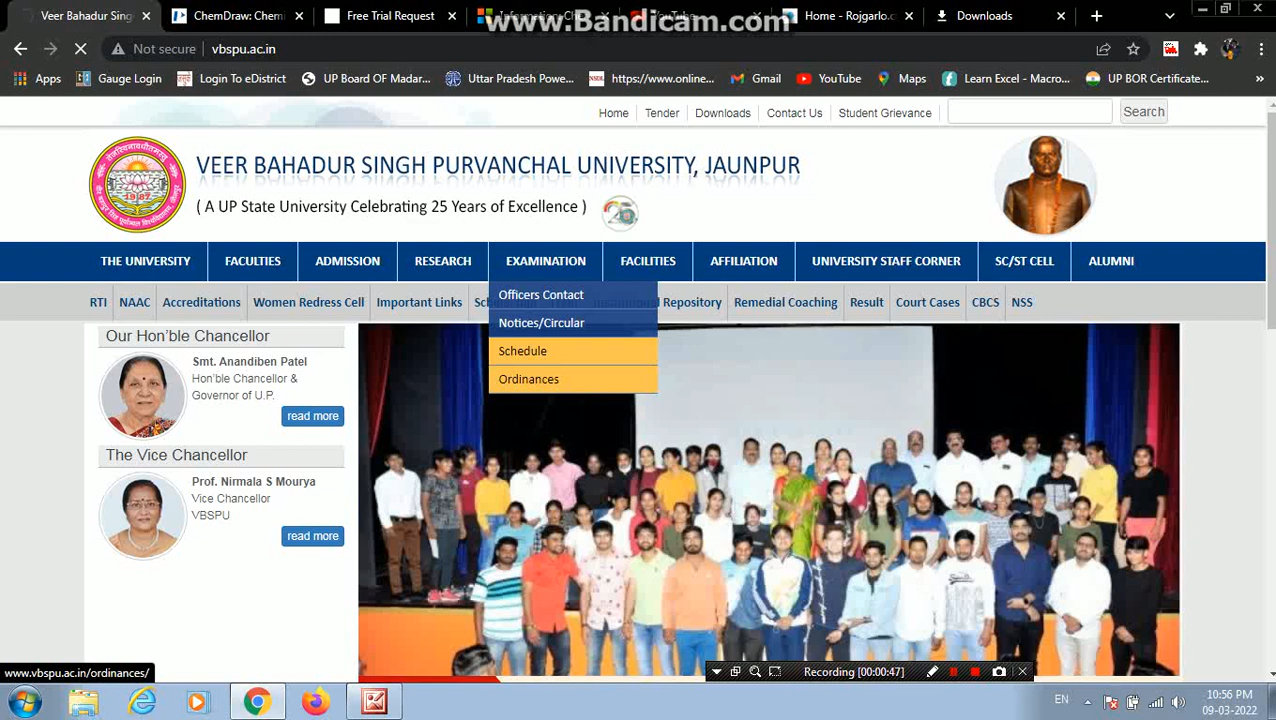 Veer Bahadur Sing
ChemDraw: Chemi
Free Trial Request
YouTube
Home - Rojgarlo.c
Downloads
www.Bandicam.com
Not secure
vbspu.ac.in
Apps
Gauge Login
Login To eDistrict
UP Board OF Madar...
Uttar Pradesh Powe...
NSDL
https://www.online...
Gmail
YouTube
Maps
Learn Excel - Macro...
UP BOR Certificate...
»
Home
Tender
Downloads
Contact Us
Student Grievance
Search
VEER BAHADUR SINGH PURVANCHAL UNIVERSITY, JAUNPUR
( A UP State University Celebrating 25 Years of Excellence )
1987
THE UNIVERSITY
FACULTIES
ADMISSION
RESEARCH
EXAMINATION
FACILITIES
AFFILIATION
UNIVERSITY STAFF CORNER
SC/ST CELL
ALUMNI
RTI
NAAC
Accreditations
Women Redress Cell
Important Links
Repository
Remedial Coaching
Result
Court Cases
CBCS
NSS
Officers Contact
Notices/Circular
Schedule
Ordinances
Our Hon'ble Chancellor
Smt. Anandiben Patel
Hon'ble Chancellor &
Governor of U.P.
read more
The Vice Chancellor
Prof. Nirmala S Mourya
Vice Chancellor
VBSPU
read more
www.vbspu.ac.in/ordinances/
Recording [00:00:47]
EN
10:56 PM
09-03-2022